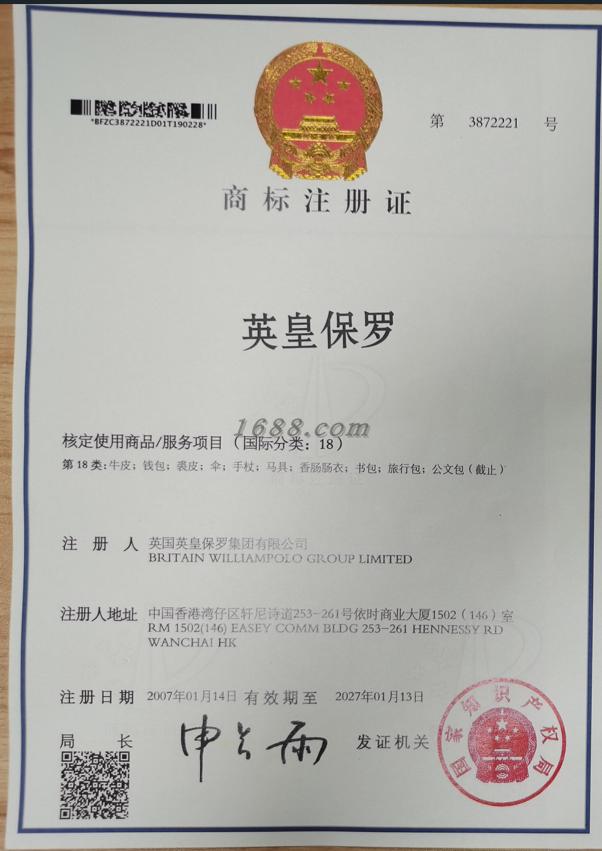 *BFZC3872221D01T190228*
第 3872221 号
商标注册证
英皇保罗
1688.com
核定使用商品/服务项目（国际分类：18）
第 18 类：牛皮；钱包；裘皮；伞；手杖；马具；香肠肠衣；书包；旅行包；公文包（截止）
注 册 人 英国英皇保罗集团有限公司
BRITAIN WILLIAMPOLO GROUP LIMITED
注册人地址 中国香港湾仔区轩尼诗道253-261号依时商业大厦1502（146）室
RM 1502(146) EASEY COMM BLDG 253-261 HENNESSY RD
WANCHAI HK
注册日期 2007年01月14日 有效期至 2027年01月13日
局 长 申长雨 发证机关
国家知识产权局